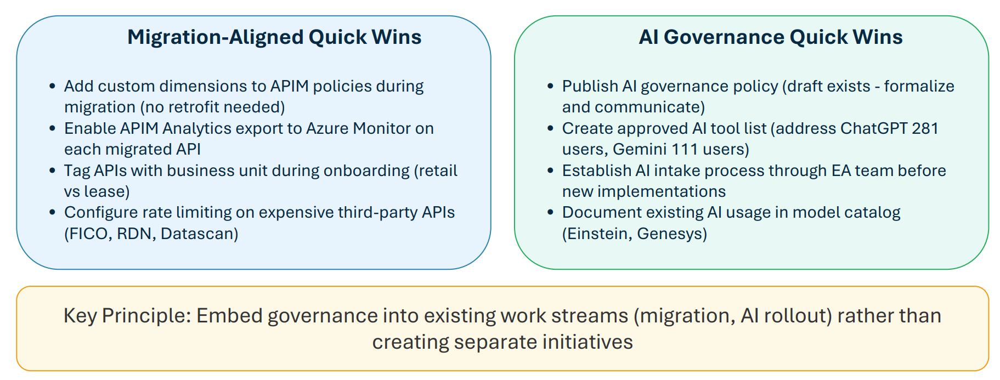 Migration-Aligned Quick Wins
• Add custom dimensions to APIM policies during
migration (no retrofit needed)
• Enable APIM Analytics export to Azure Monitor on
each migrated API
• Tag APIs with business unit during onboarding (retail
vs lease)
• Configure rate limiting on expensive third-party APIs
(FICO, RDN, Datascan)
AI Governance Quick Wins
• Publish AI governance policy (draft exists - formalize
and communicate)
• Create approved AI tool list (address ChatGPT 281
users, Gemini 111 users)
• Establish AI intake process through EA team before
new implementations
• Document existing AI usage in model catalog
(Einstein, Genesys)
Key Principle: Embed governance into existing work streams (migration, AI rollout) rather than
creating separate initiatives